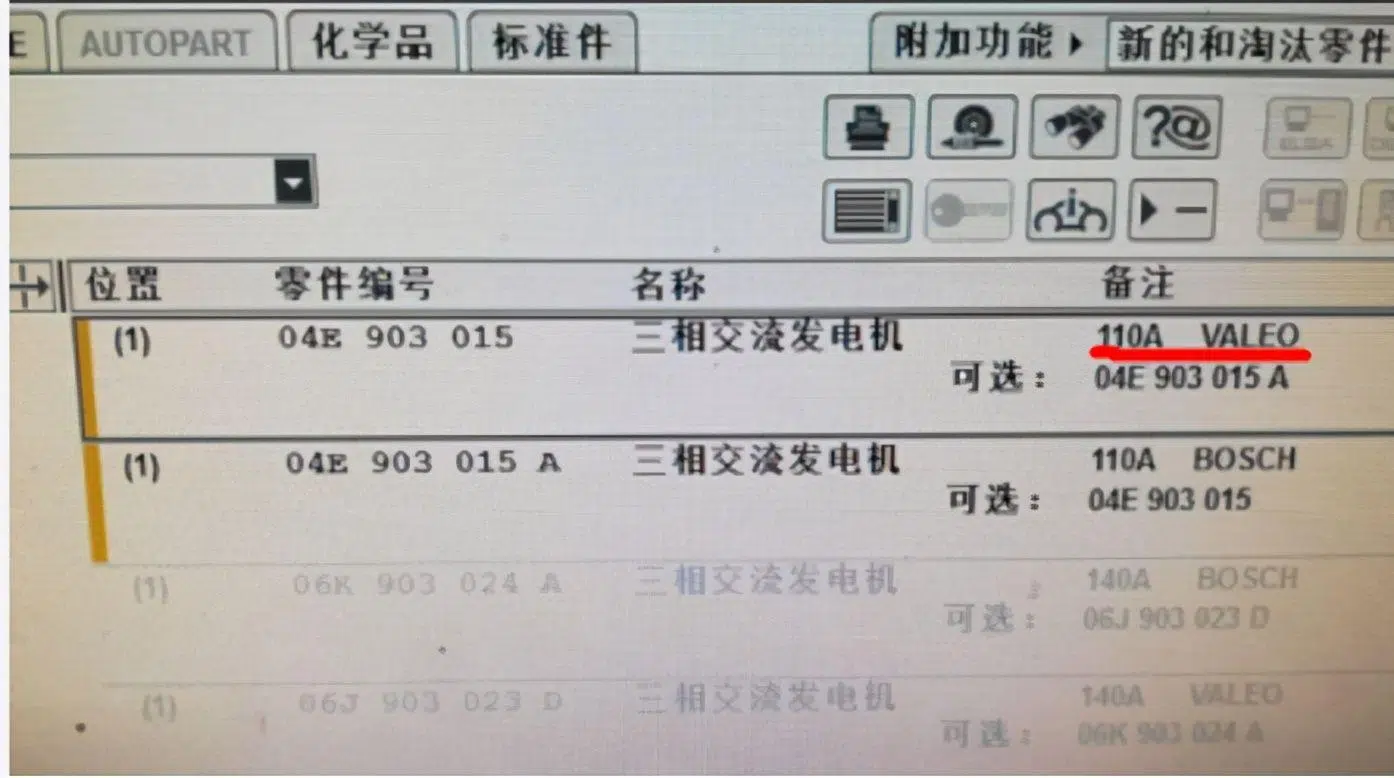 E AUTOPART 化学品 标准件 附加功能 新的和淘汰零件
?@
位置 零件编号 名称 备注
(1) 04E 903 015 三相交流发电机 110A VALEO
可选： 04E 903 015 A
(1) 04E 903 015 A 三相交流发电机 110A BOSCH
可选： 04E 903 015
(1) 06K 903 024 A 三相交流发电机 140A BOSCH
可选： 06J 903 023 D
(1) 06J 903 023 D 三相交流发电机 140A VALEO
可选： 06K 903 024 A